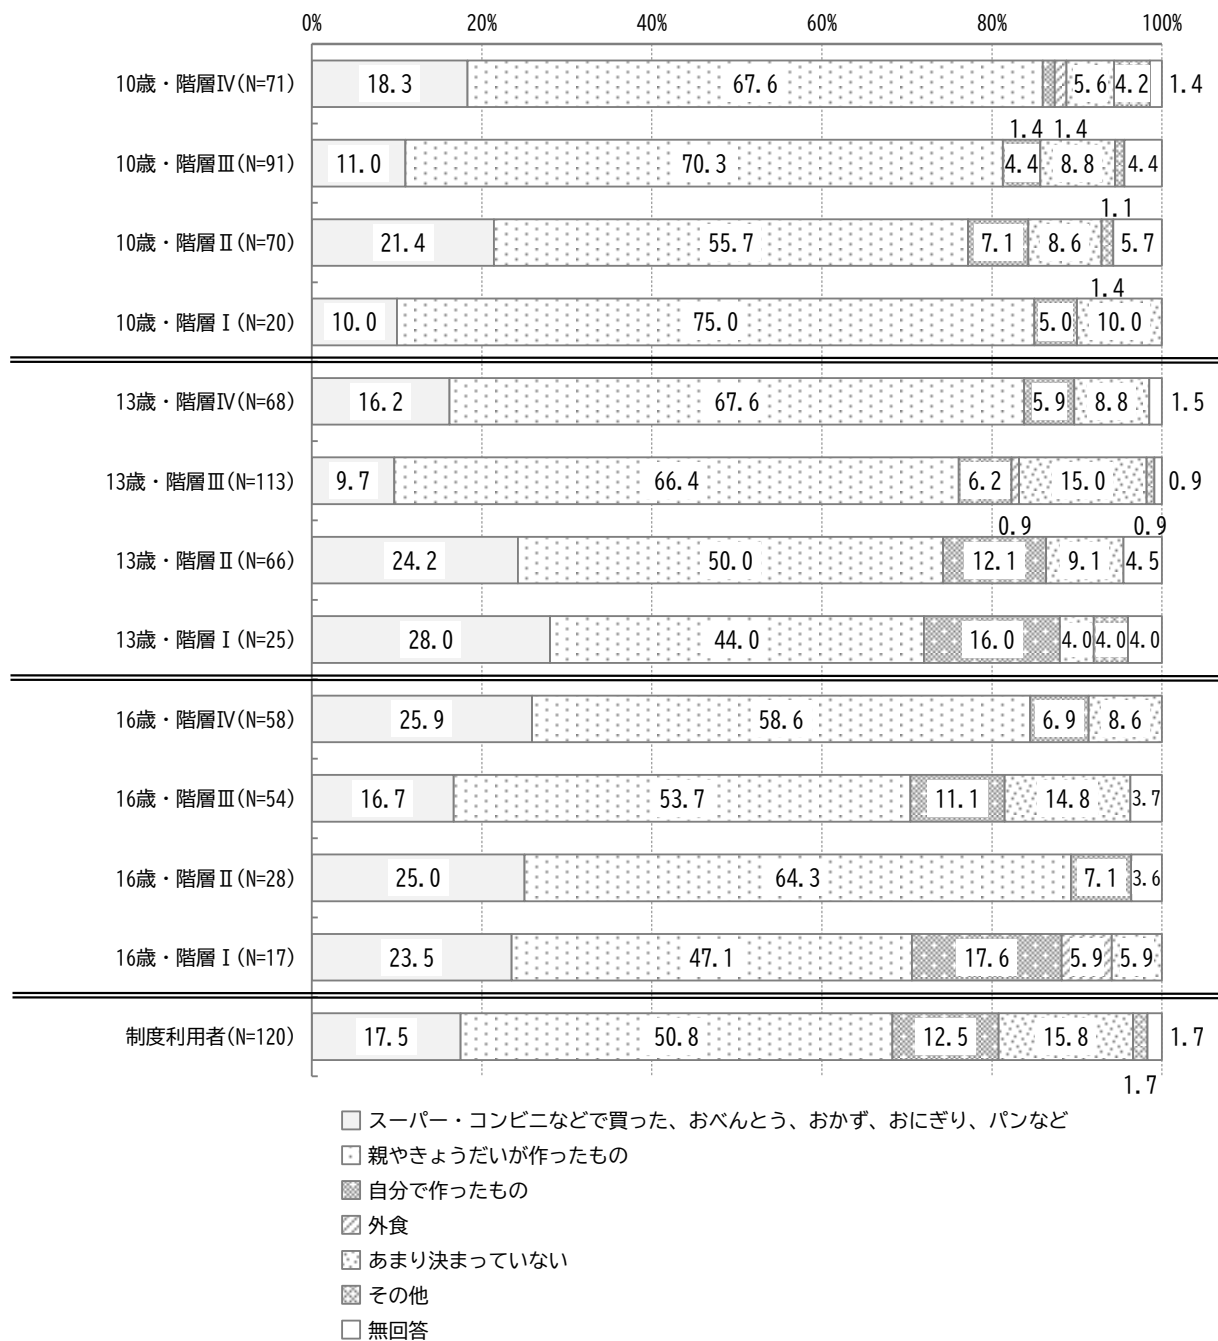 0% 20% 40% 60% 80% 100%
10歳・階層Ⅳ(N=71) 18.3 67.6 5.6 4.2 1.4
1.4 1.4
10歳・階層Ⅲ(N=91) 11.0 70.3 4.4 8.8 4.4
1.1
10歳・階層Ⅱ(N=70) 21.4 55.7 7.1 8.6 5.7
1.4
10歳・階層Ⅰ(N=20) 10.0 75.0 5.0 10.0
13歳・階層Ⅳ(N=68) 16.2 67.6 5.9 8.8 1.5
13歳・階層Ⅲ(N=113) 9.7 66.4 6.2 15.0 0.9
0.9 0.9
13歳・階層Ⅱ(N=66) 24.2 50.0 12.1 9.1 4.5
13歳・階層Ⅰ(N=25) 28.0 44.0 16.0 4.0 4.0 4.0
16歳・階層Ⅳ(N=58) 25.9 58.6 6.9 8.6
16歳・階層Ⅲ(N=54) 16.7 53.7 11.1 14.8 3.7
16歳・階層Ⅱ(N=28) 25.0 64.3 7.1 3.6
16歳・階層Ⅰ(N=17) 23.5 47.1 17.6 5.9 5.9
制度利用者(N=120) 17.5 50.8 12.5 15.8 1.7
1.7
スーパー・コンビニなどで買った、おべんとう、おかず、おにぎり、パンなど
親やきょうだいが作ったもの
自分で作ったもの
外食
あまり決まっていない
その他
無回答